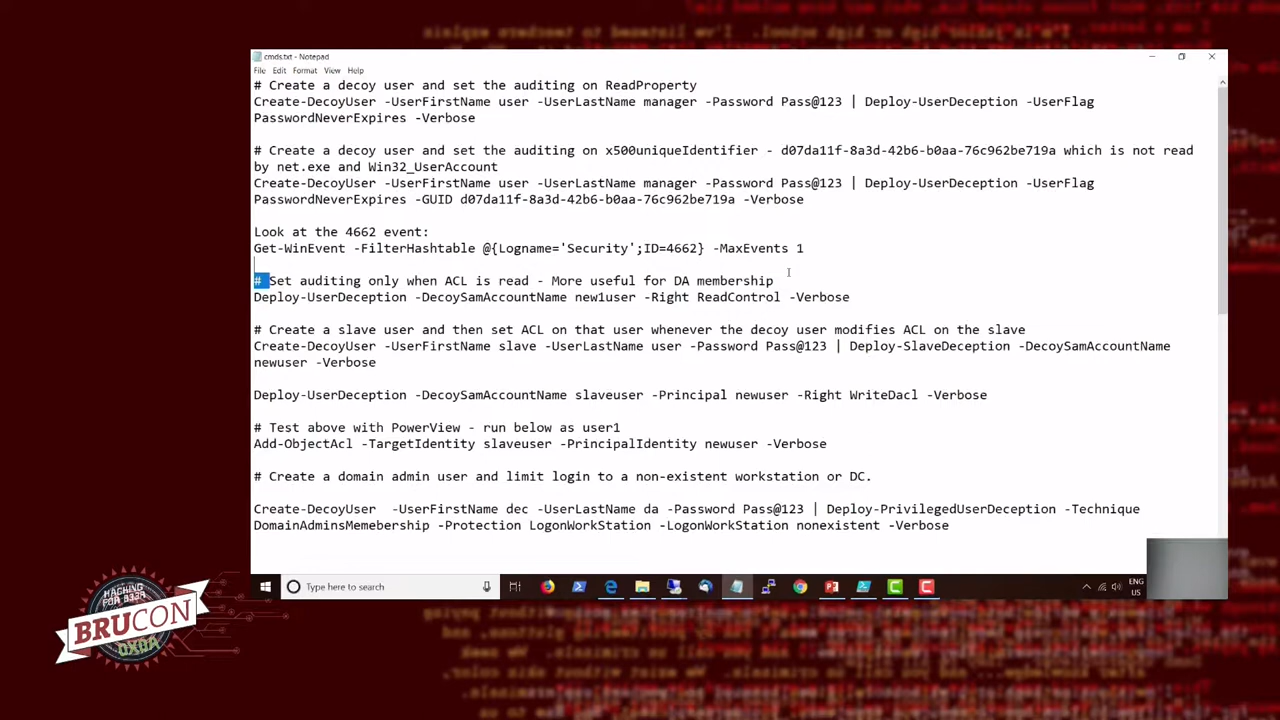 cmds.txt - Notepad
File Edit Format View Help
# Create a decoy user and set the auditing on ReadProperty
Create-DecoyUser -UserFirstName user -UserLastName manager -Password Pass@123 | Deploy-UserDeception -UserFlag
PasswordNeverExpires -Verbose
# Create a decoy user and set the auditing on x500uniqueIdentifier - d07da11f-8a3d-42b6-b0aa-76c962be719a which is not read
by net.exe and Win32_UserAccount
Create-DecoyUser -UserFirstName user -UserLastName manager -Password Pass@123 | Deploy-UserDeception -UserFlag
PasswordNeverExpires -GUID d07da11f-8a3d-42b6-b0aa-76c962be719a -Verbose
Look at the 4662 event:
Get-WinEvent -FilterHashtable @{Logname='Security';ID=4662} -MaxEvents 1
# Set auditing only when ACL is read - More useful for DA membership
Deploy-UserDeception -DecoySamAccountName new1user -Right ReadControl -Verbose
# Create a slave user and then set ACL on that user whenever the decoy user modifies ACL on the slave
Create-DecoyUser -UserFirstName slave -UserLastName user -Password Pass@123 | Deploy-SlaveDeception -DecoySamAccountName
newuser -Verbose
Deploy-UserDeception -DecoySamAccountName slaveuser -Principal newuser -Right WriteDacl -Verbose
# Test above with PowerView - run below as user1
Add-ObjectAcl -TargetIdentity slaveuser -PrincipalIdentity newuser -Verbose
# Create a domain admin user and limit login to a non-existent workstation or DC.
Create-DecoyUser  -UserFirstName dec -UserLastName da -Password Pass@123 | Deploy-PrivilegedUserDeception -Technique
DomainAdminsMemebership -Protection LogonWorkStation -LogonWorkStation nonexistent -Verbose
Type here to search
ENG
US
HACKING
FOR B33R
BRUCON
0X0A